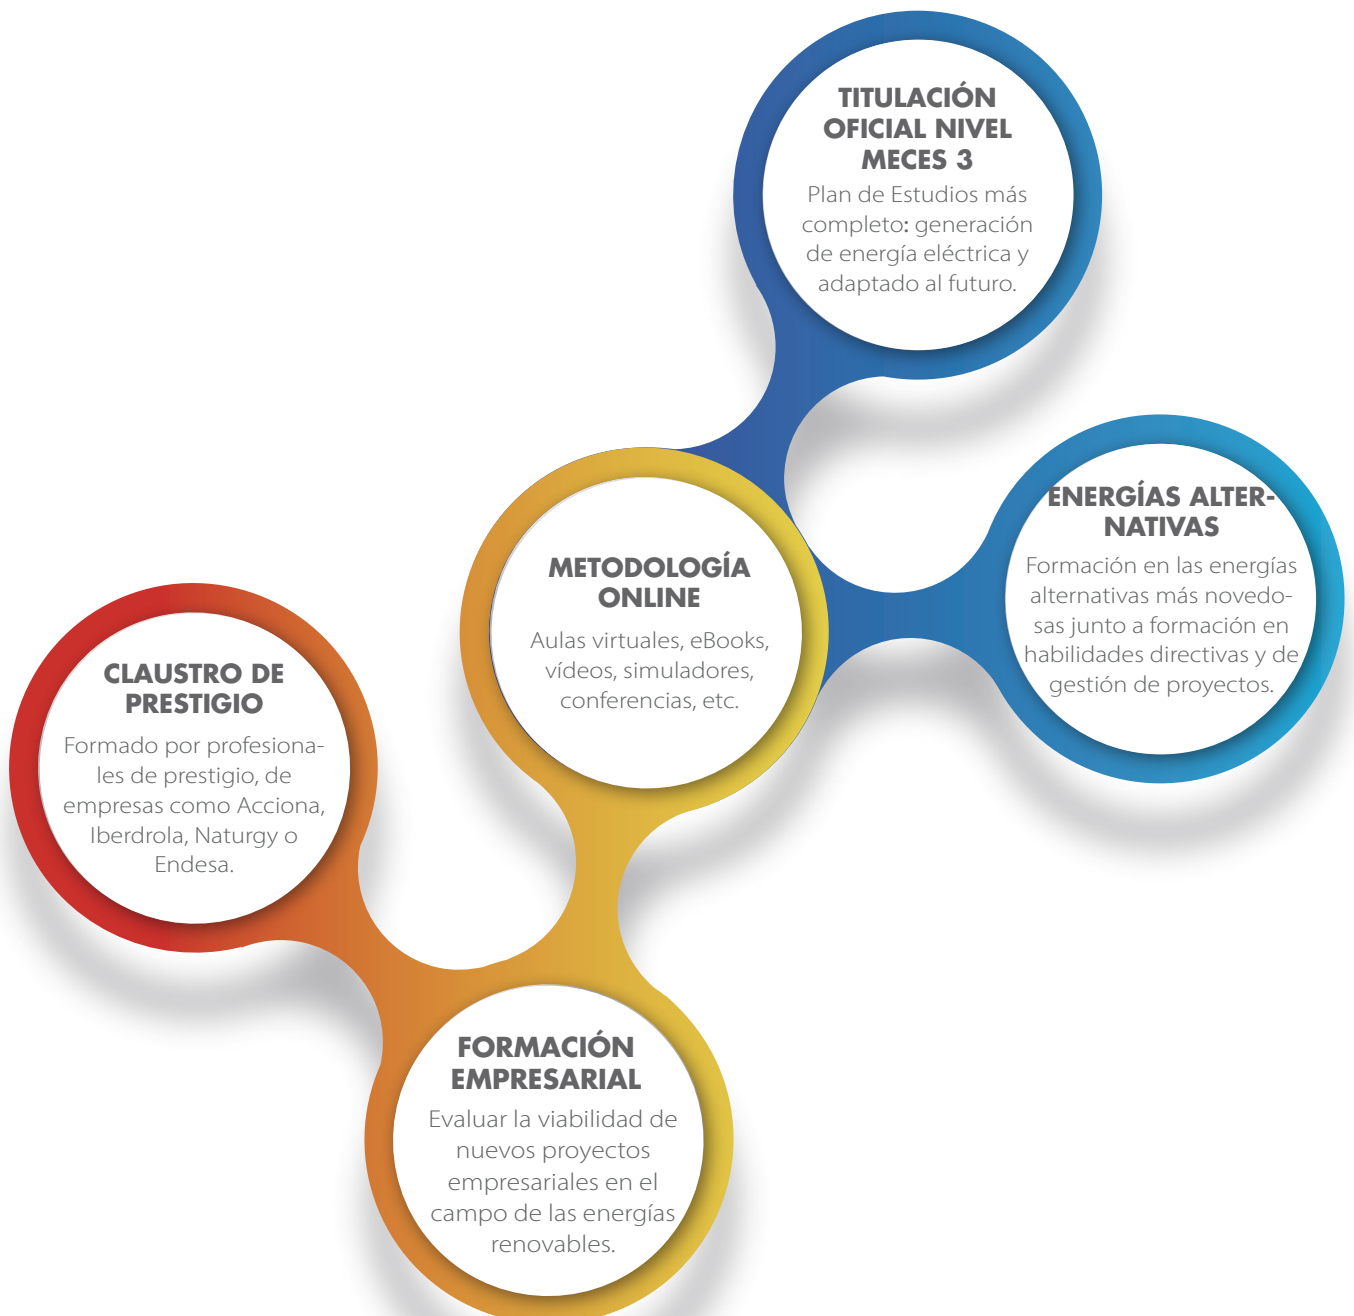 TITULACIÓN
OFICIAL NIVEL
MECES 3
Plan de Estudios más
completo: generación
de energía eléctrica y
adaptado al futuro.
ENERGÍAS ALTER-
NATIVAS
Formación en las energías
alternativas más novedo-
sas junto a formación en
habilidades directivas y de
gestión de proyectos.
METODOLOGÍA
ONLINE
Aulas virtuales, eBooks,
vídeos, simuladores,
conferencias, etc.
CLAUSTRO DE
PRESTIGIO
Formado por profesiona-
les de prestigio, de
empresas como Acciona,
Iberdrola, Naturgy o
Endesa.
FORMACIÓN
EMPRESARIAL
Evaluar la viabilidad de
nuevos proyectos
empresariales en el
campo de las energías
renovables.